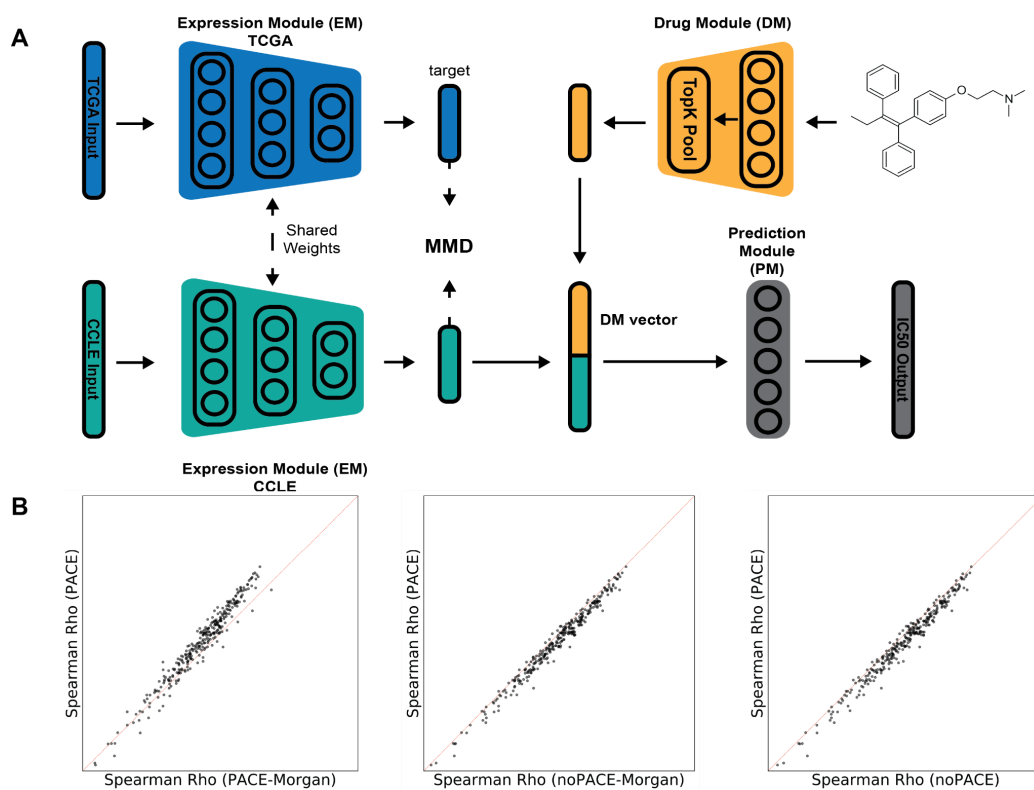 A
Expression Module (EM)
TCGA
Drug Module (DM)
TCGA Input
target
TopK Pool
O
N
Shared
Weights
MMD
Prediction
Module
(PM)
CCLE Input
DM vector
IC50 Output
Expression Module (EM)
CCLE
B
Spearman Rho (PACE)
Spearman Rho (PACE-Morgan)
Spearman Rho (PACE)
Spearman Rho (noPACE-Morgan)
Spearman Rho (PACE)
Spearman Rho (noPACE)